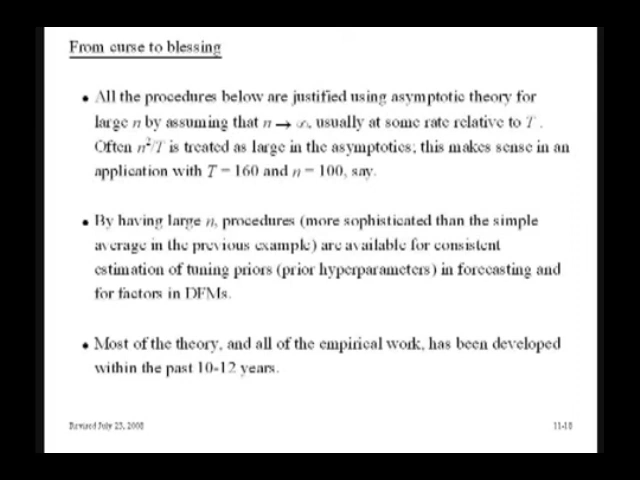 From curse to blessing
• All the procedures below are justified using asymptotic theory for
large n by assuming that n → ∞, usually at some rate relative to T .
Often n²/T is treated as large in the asymptotics; this makes sense in an
application with T = 160 and n = 100, say.
• By having large n, procedures (more sophisticated than the simple
average in the previous example) are available for consistent
estimation of tuning priors (prior hyperparameters) in forecasting and
for factors in DFMs.
• Most of the theory, and all of the empirical work, has been developed
within the past 10-12 years.
Revised July 23, 2008
11-10